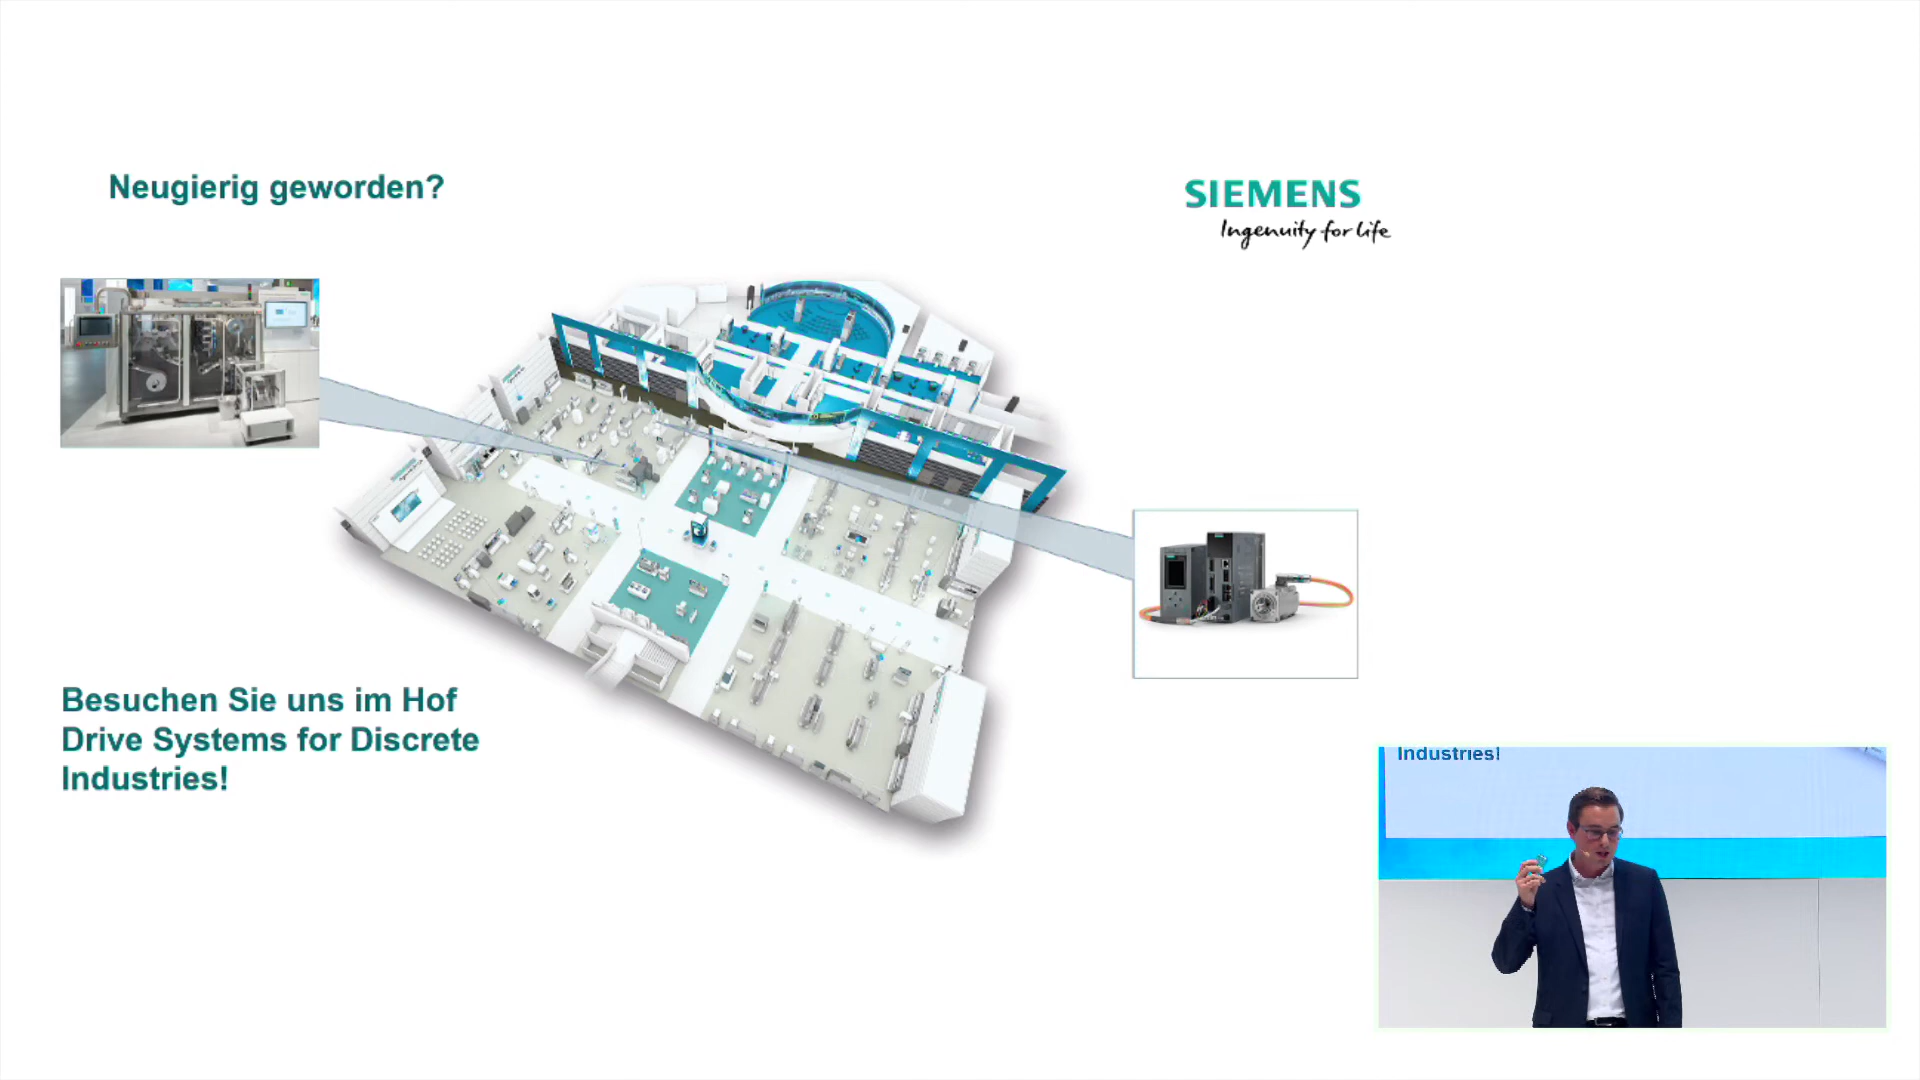 Neugierig geworden?
SIEMENS
Ingenuity for life
Besuchen Sie uns im Hof
Drive Systems for Discrete
Industries!
Industries!